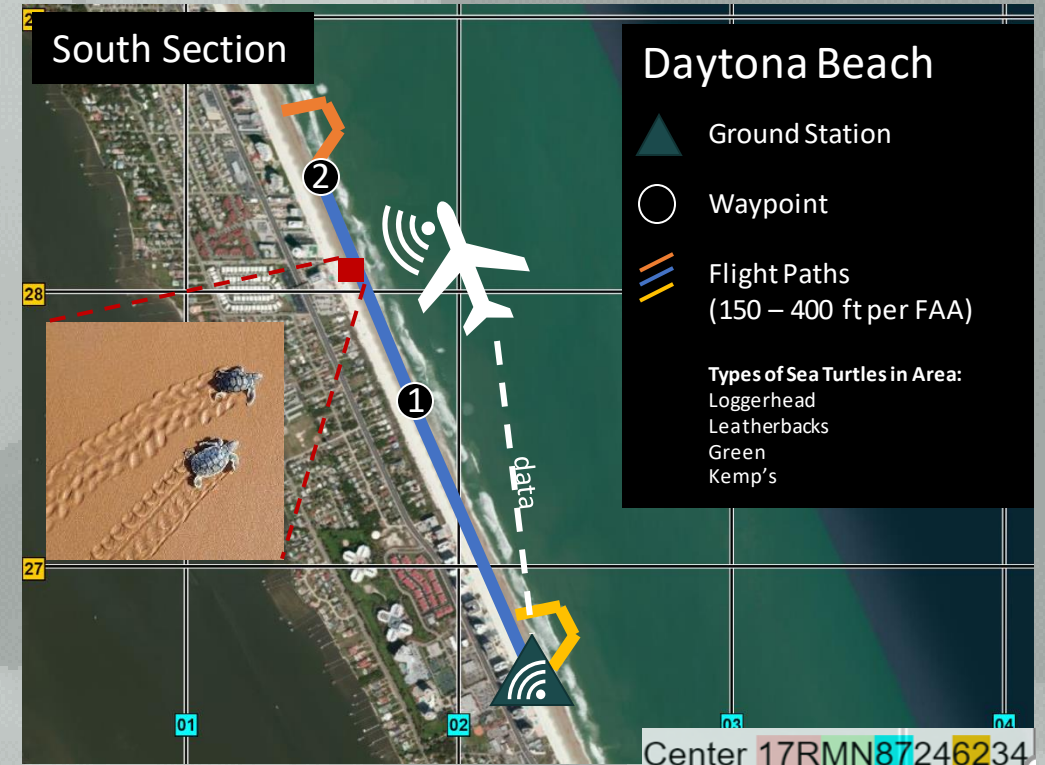 South Section
Daytona Beach
Ground Station
Waypoint
Flight Paths
(150 – 400 ft per FAA)
Types of Sea Turtles in Area:
Loggerhead
Leatherbacks
Green
Kemp's
2
1
data
28
27
01
02
03
04
Center 17RMN87246234